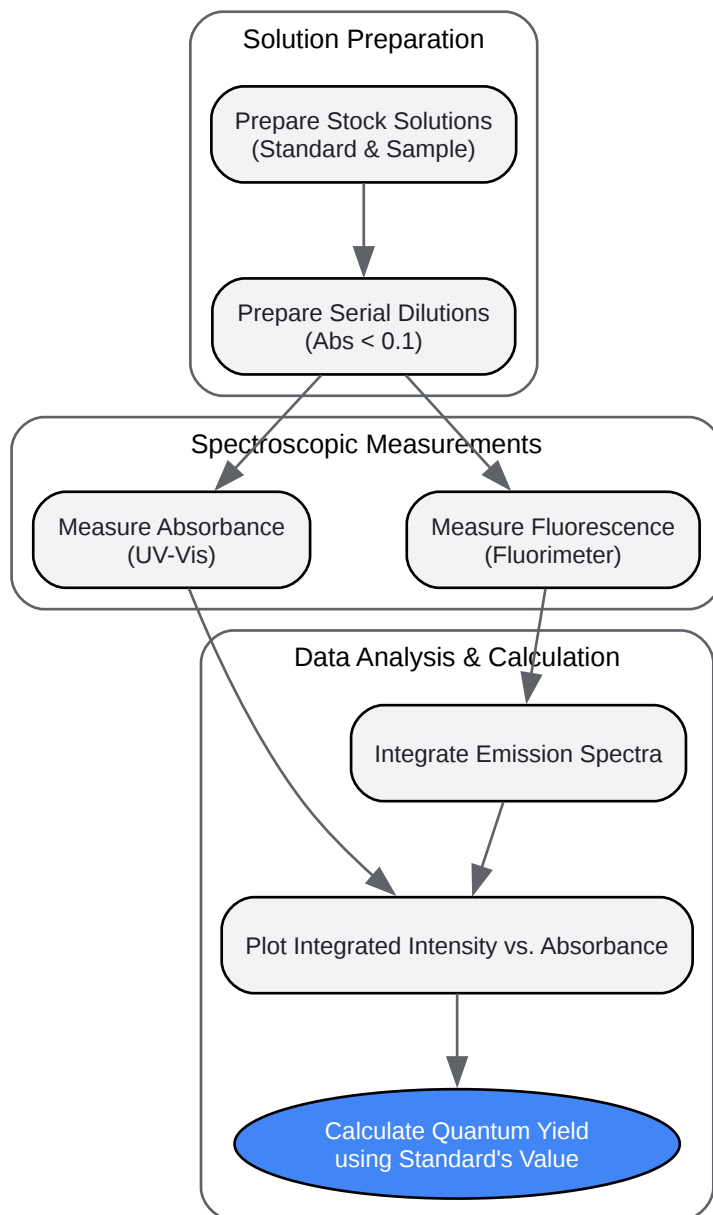 Solution Preparation
Prepare Stock Solutions
(Standard & Sample)
Prepare Serial Dilutions
(Abs < 0.1)
Spectroscopic Measurements
Measure Absorbance
(UV-Vis)
Measure Fluorescence
(Fluorimeter)
Data Analysis & Calculation
Integrate Emission Spectra
Plot Integrated Intensity vs. Absorbance
Calculate Quantum Yield
using Standard's Value